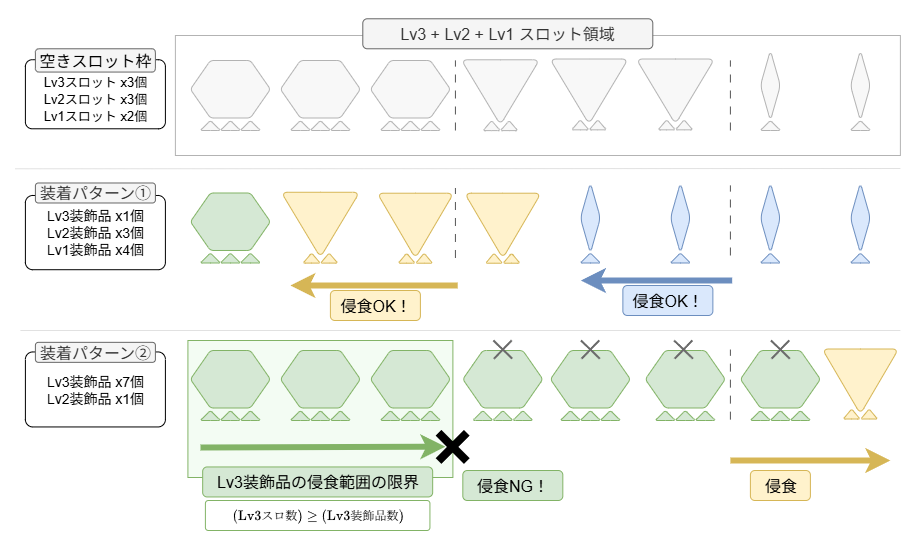 Lv3 + Lv2 + Lv1 スロット領域
空きスロット枠
Lv3スロット x3個
Lv2スロット x3個
Lv1スロット x2個
装着パターン①
Lv3装飾品 x1個
Lv2装飾品 x3個
Lv1装飾品 x4個
侵食OK！
侵食OK！
装着パターン②
Lv3装飾品 x7個
Lv2装飾品 x1個
Lv3装飾品の侵食範囲の限界
侵食NG！
侵食
(Lv3スロ数) ≥ (Lv3装飾品数)